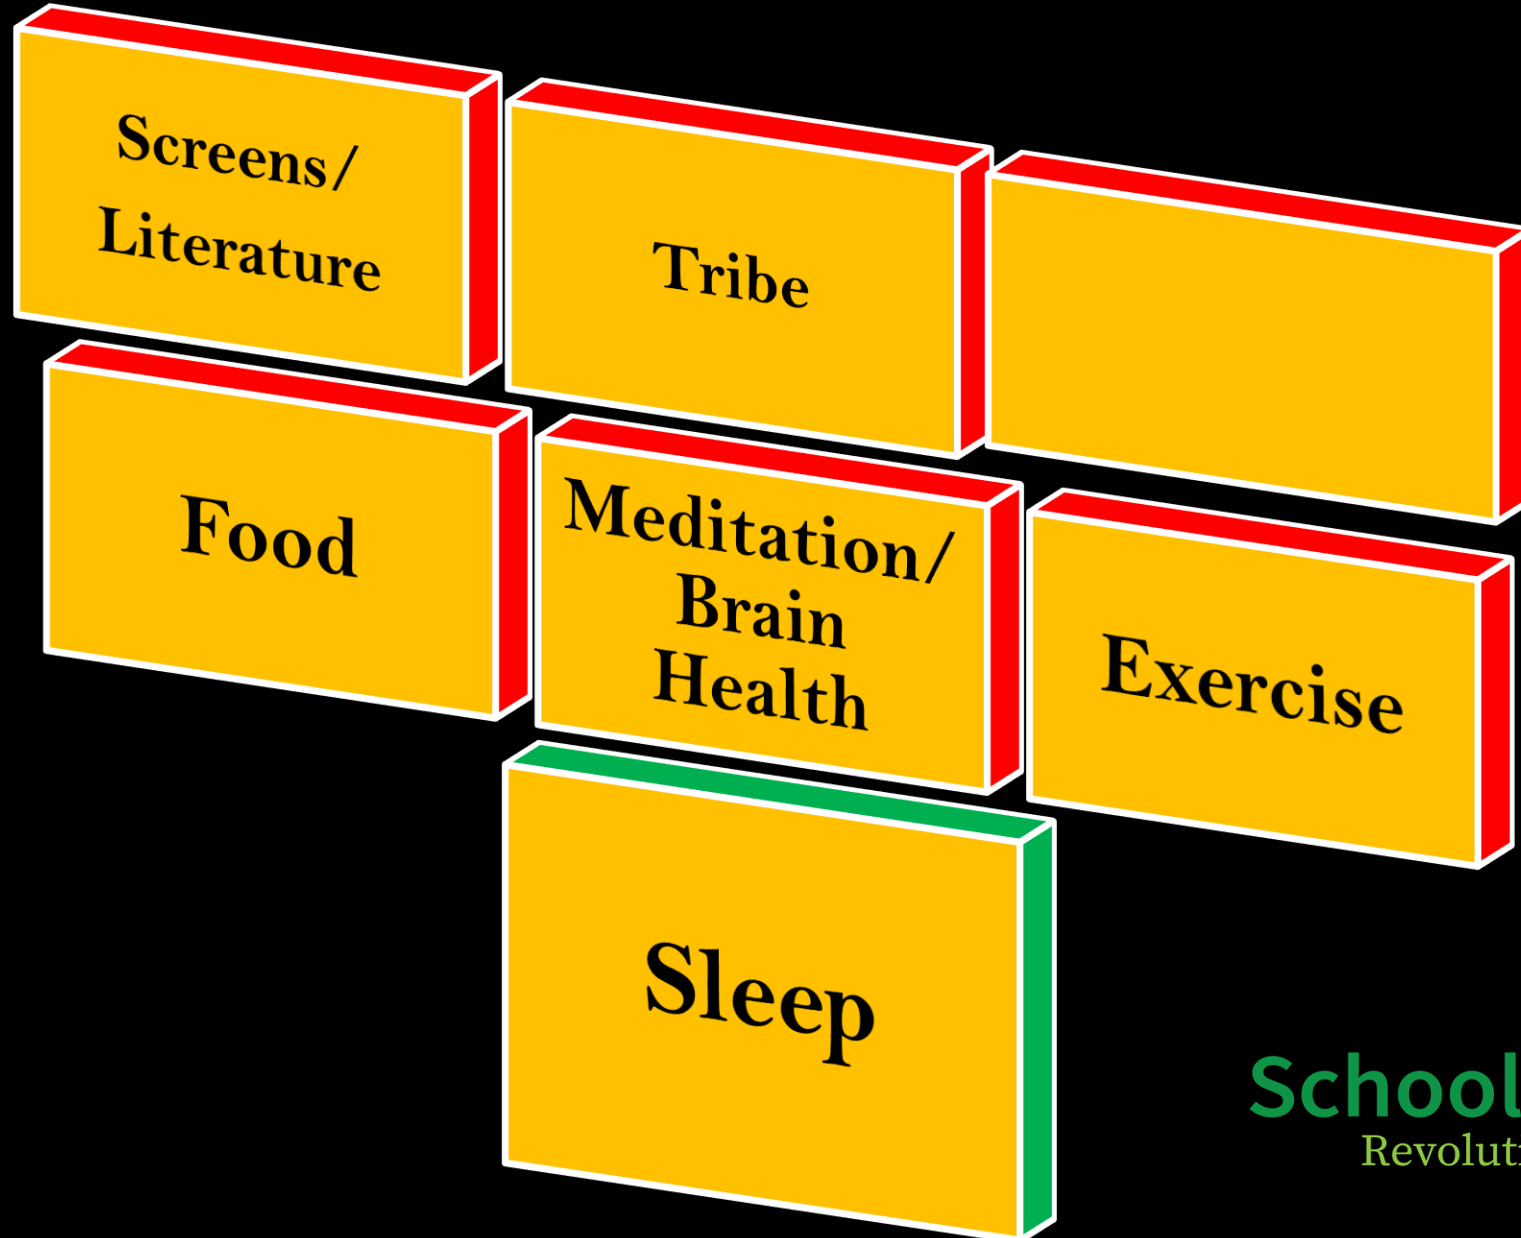 Screens/
Literature
Tribe
Food
Meditation/
Brain
Health
Exercise
Sleep
School